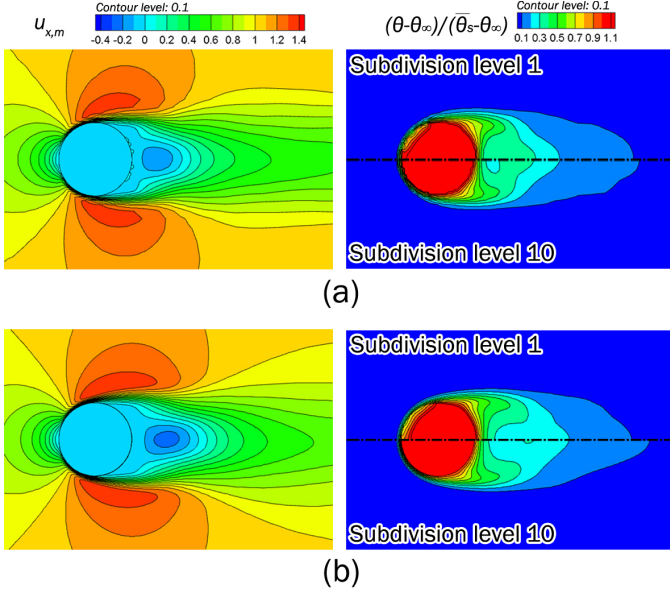 u_{x,m}
Contour level: 0.1
-0.4 -0.2 0 0.2 0.4 0.6 0.8 1 1.2 1.4
(θ-θ∞)/(θ̅s-θ∞)
Contour level: 0.1
0.1 0.3 0.5 0.7 0.9 1.1
Subdivision level 1
Subdivision level 10
(a)
Subdivision level 1
Subdivision level 10
(b)